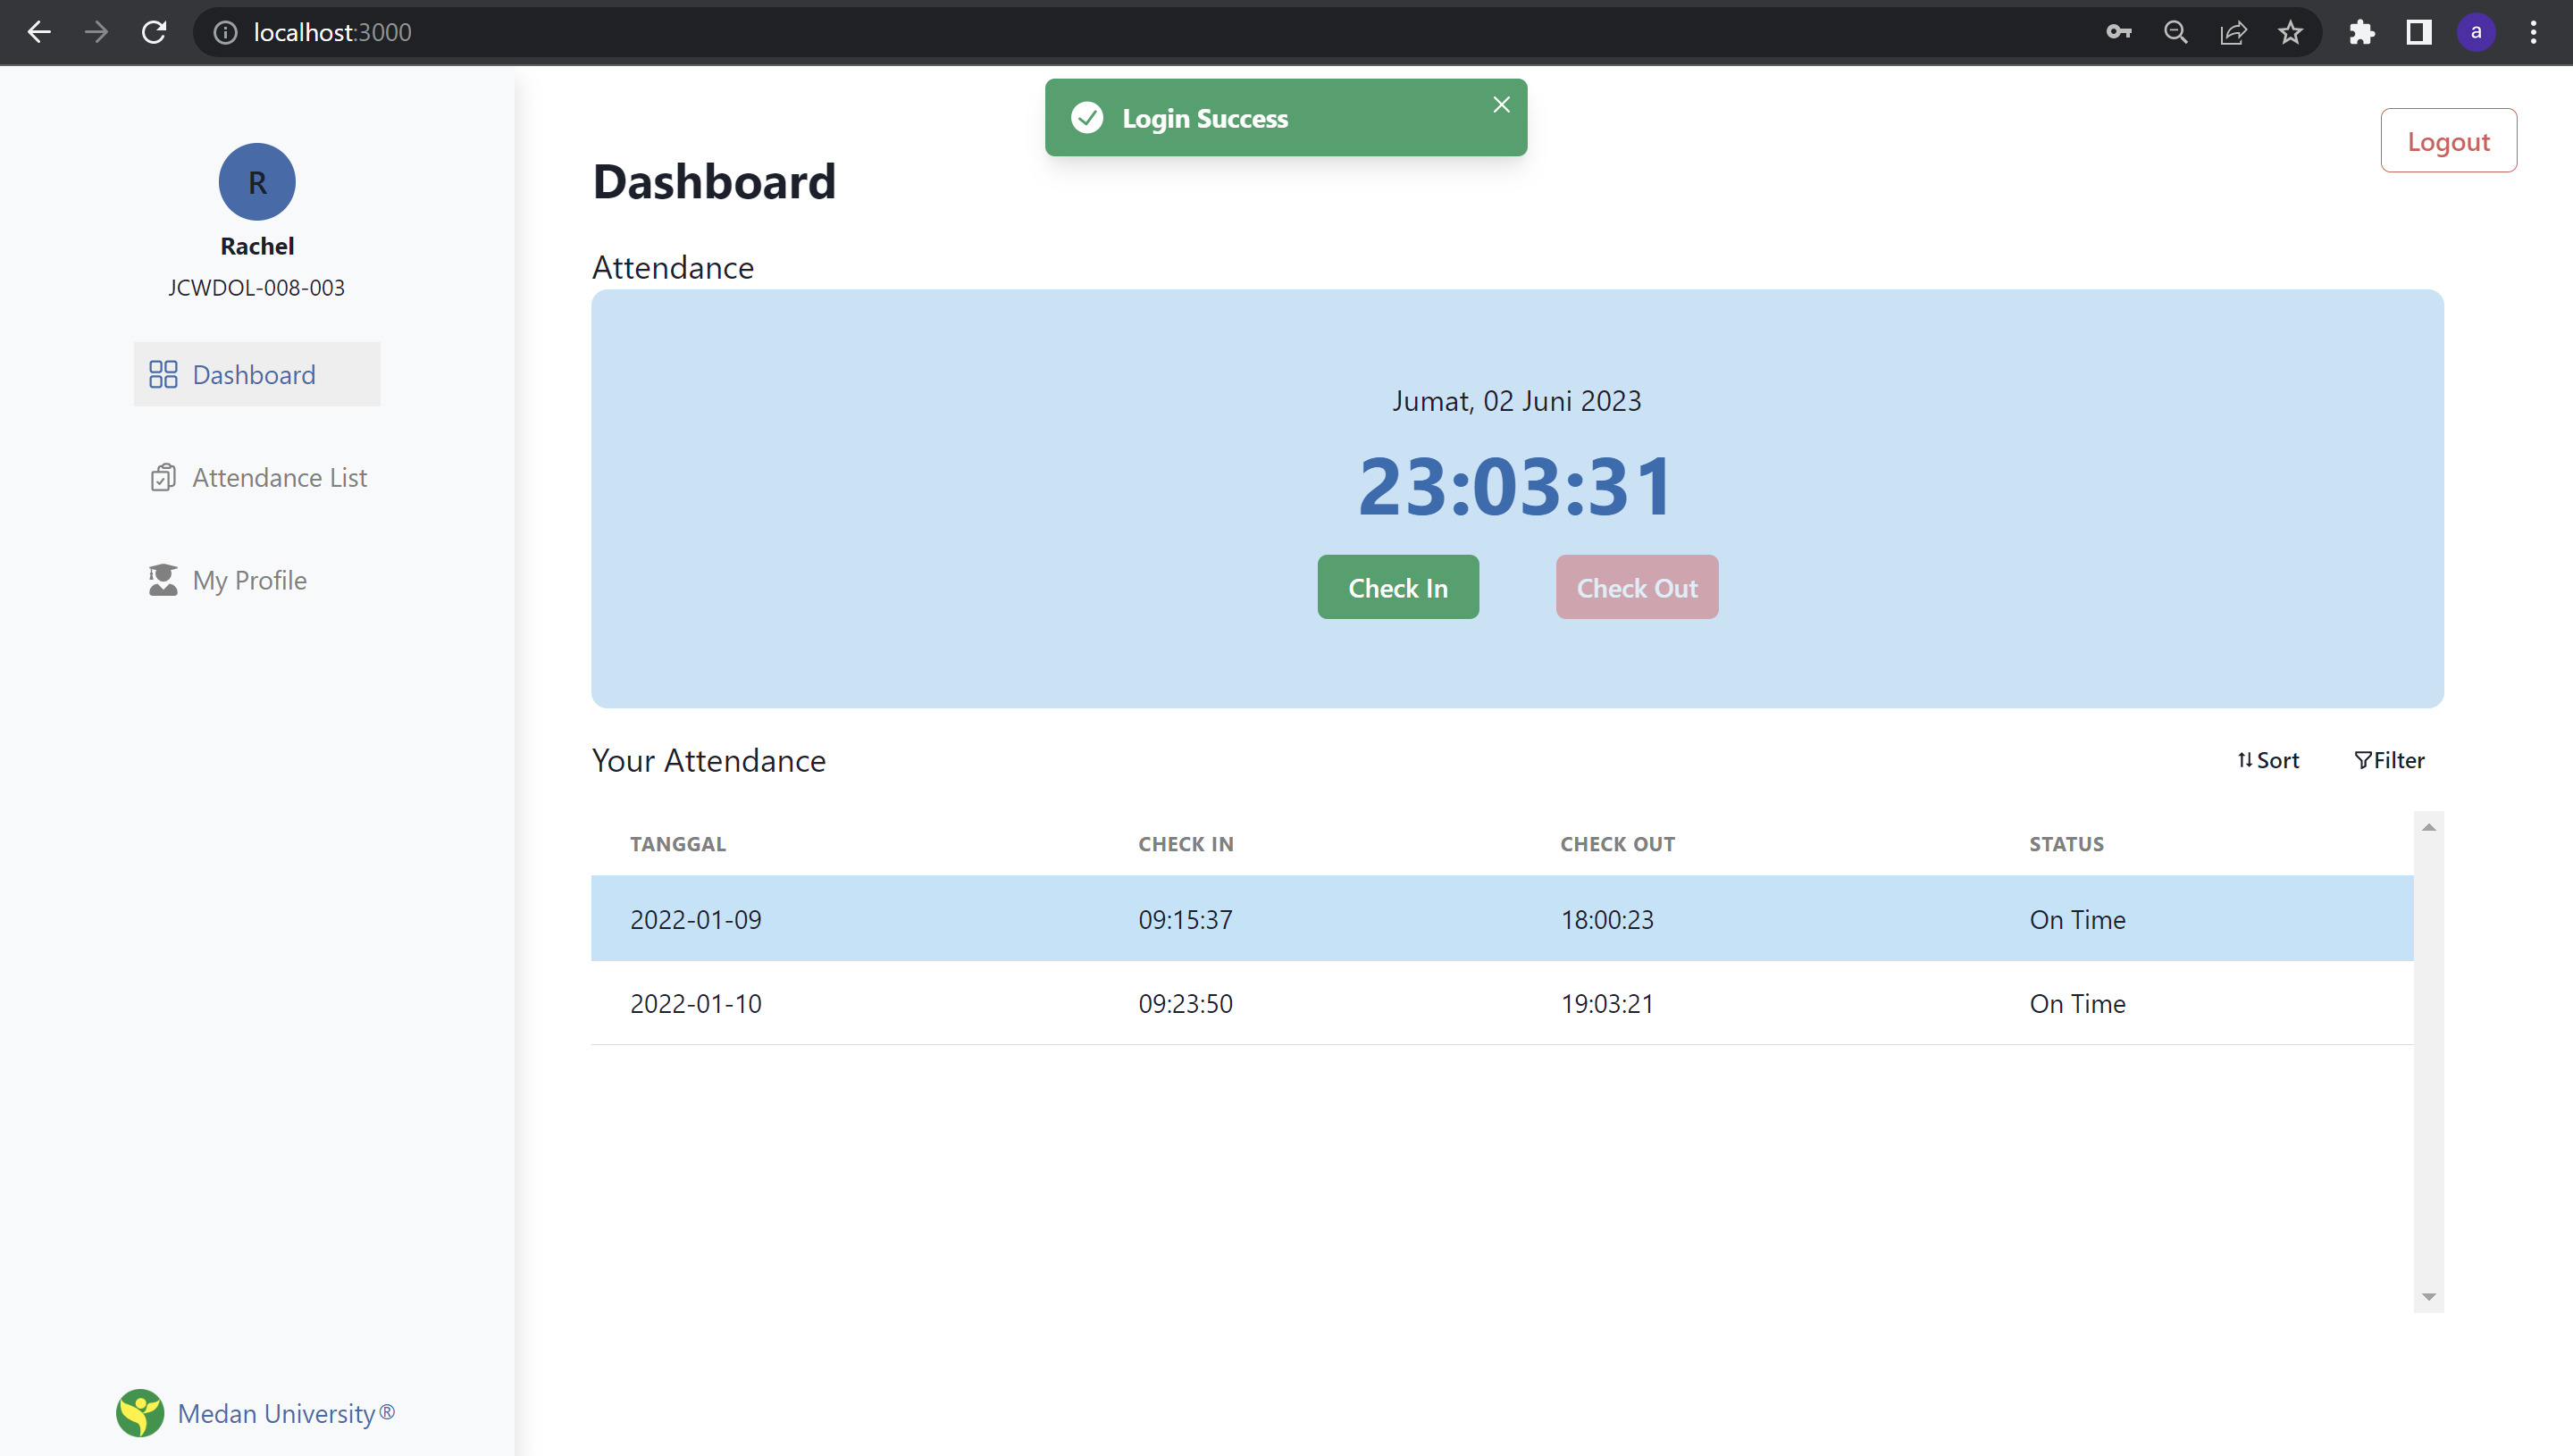 localhost:3000
a
Login Success
Logout
R
Rachel
JCWDOL-008-003
Dashboard
Attendance List
My Profile
Medan University®
Dashboard
Attendance
Jumat, 02 Juni 2023
23:03:31
Check In Check Out
Your Attendance
Sort Filter
TANGGAL CHECK IN CHECK OUT STATUS
2022-01-09 09:15:37 18:00:23 On Time
2022-01-10 09:23:50 19:03:21 On Time